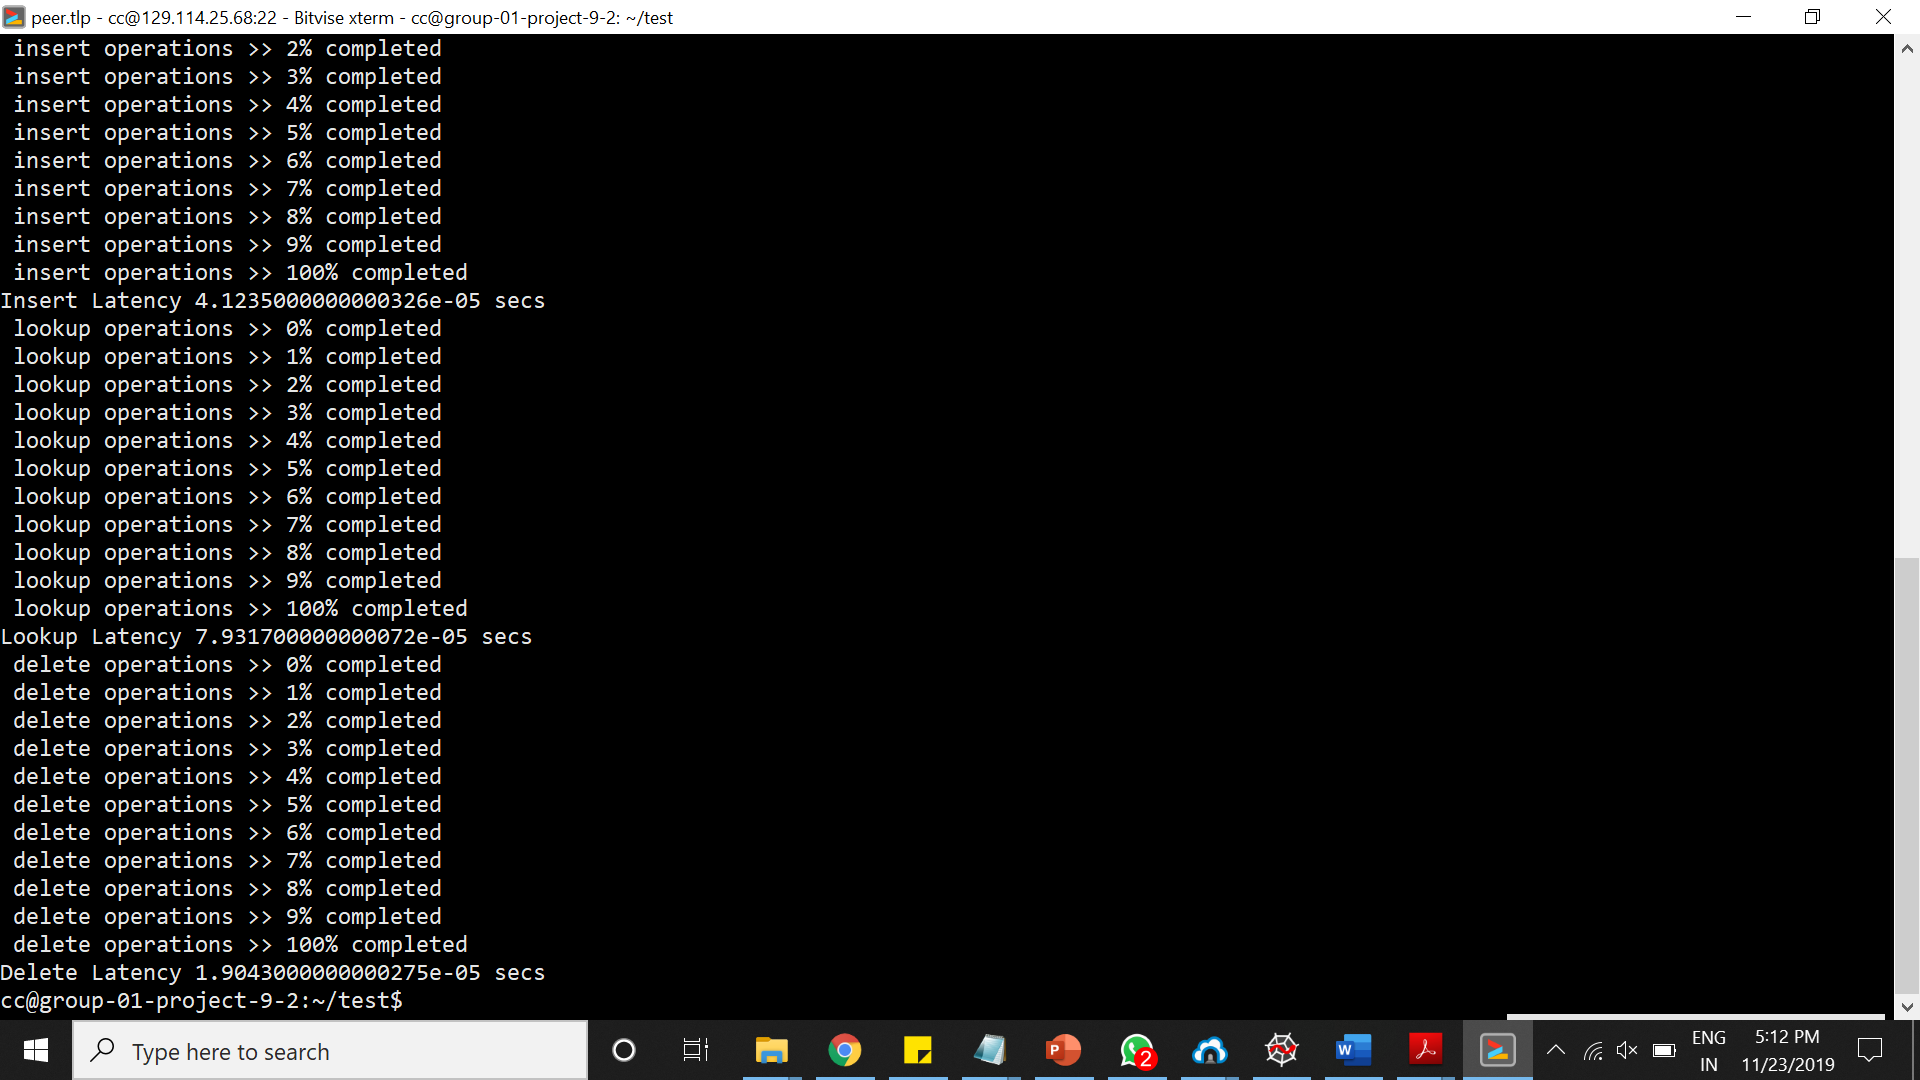 peer.tlp - cc@129.114.25.68:22 - Bitvise xterm - cc@group-01-project-9-2: ~/test
insert operations >> 2% completed
insert operations >> 3% completed
insert operations >> 4% completed
insert operations >> 5% completed
insert operations >> 6% completed
insert operations >> 7% completed
insert operations >> 8% completed
insert operations >> 9% completed
insert operations >> 100% completed
Insert Latency 4.1235000000000326e-05 secs
lookup operations >> 0% completed
lookup operations >> 1% completed
lookup operations >> 2% completed
lookup operations >> 3% completed
lookup operations >> 4% completed
lookup operations >> 5% completed
lookup operations >> 6% completed
lookup operations >> 7% completed
lookup operations >> 8% completed
lookup operations >> 9% completed
lookup operations >> 100% completed
Lookup Latency 7.931700000000072e-05 secs
delete operations >> 0% completed
delete operations >> 1% completed
delete operations >> 2% completed
delete operations >> 3% completed
delete operations >> 4% completed
delete operations >> 5% completed
delete operations >> 6% completed
delete operations >> 7% completed
delete operations >> 8% completed
delete operations >> 9% completed
delete operations >> 100% completed
Delete Latency 1.9043000000000275e-05 secs
cc@group-01-project-9-2:~/test$
Type here to search
P
2
W
ENG
IN
5:12 PM
11/23/2019